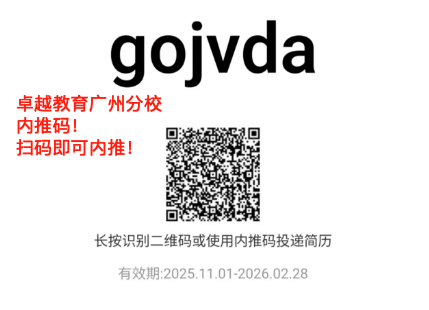 gojvda
卓越教育广州分校
内推码！
扫码即可内推！
长按识别二维码或使用内推码投递简历
有效期:2025.11.01-2026.02.28